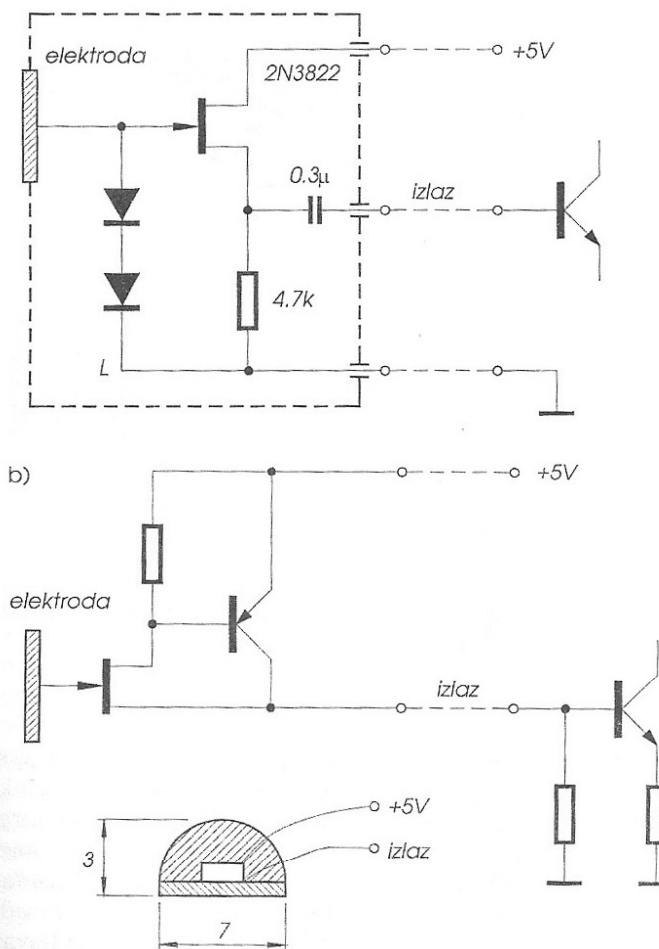 elektroda
2N3822
+5V
0.3μ
izlaz
4.7k
L
b)
+5V
elektroda
izlaz
+5V
izlaz
3
7